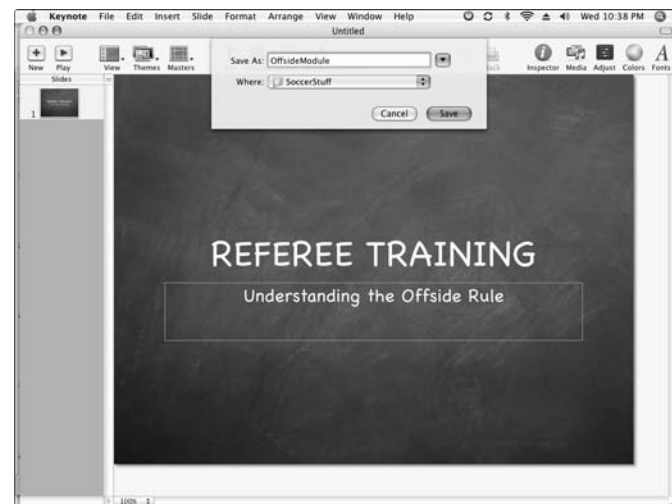 Keynote File Edit Insert Slide Format Arrange View Window Help Wed 10:38 PM
Untitled
Save As: OffsideModule
Where: SoccerStuff
Cancel Save
New Play View Themes Masters Inspector Media Adjust Colors Fonts
Slides
1
REFEREE TRAINING
Understanding the Offside Rule
100%